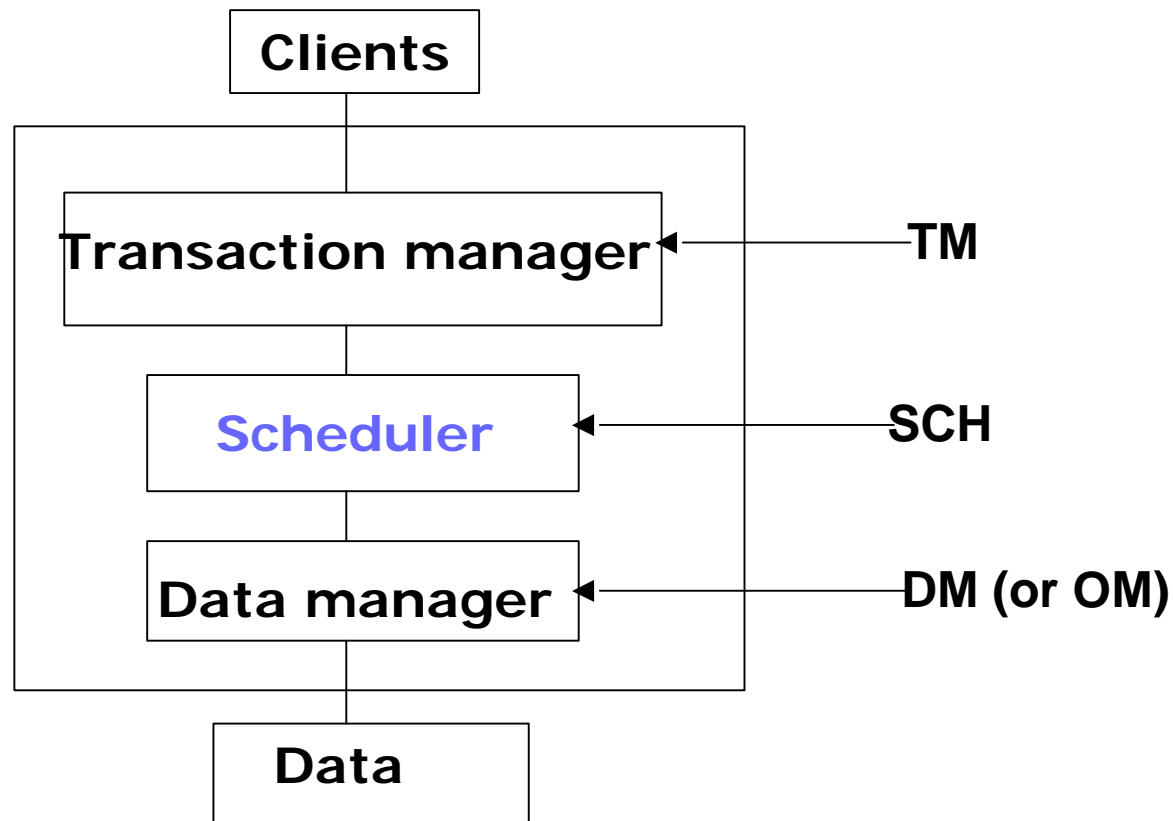 Clients
Transaction manager
TM
Scheduler
SCH
Data manager
DM (or OM)
Data